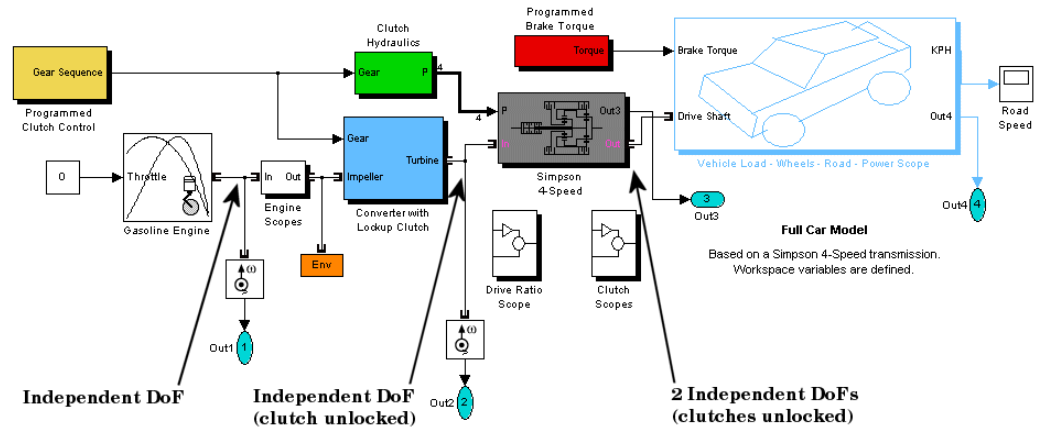 Programmed
Brake Torque
Clutch
Hydraulics
Gear Sequence
Programmed
Clutch Control
Gear
P
4
Torque
Brake Torque
KPH
Drive Shaft
Out4
Vehicle Load - Wheels - Road - Power Scope
Road
Speed
4
P
In
Out3
Out
Simpson
4-Speed
Gear
Turbine
Impeller
Converter with
Lookup Clutch
0
Throttle
Gasoline Engine
In
Out
Engine
Scopes
Env
3
Out3
Out4
4
Full Car Model
Based on a Simpson 4-Speed transmission.
Workspace variables are defined.
Drive Ratio
Scope
Clutch
Scopes
ω
Out1
1
ω
Out2
2
Independent DoF
Independent DoF
(clutch unlocked)
2 Independent DoFs
(clutches unlocked)